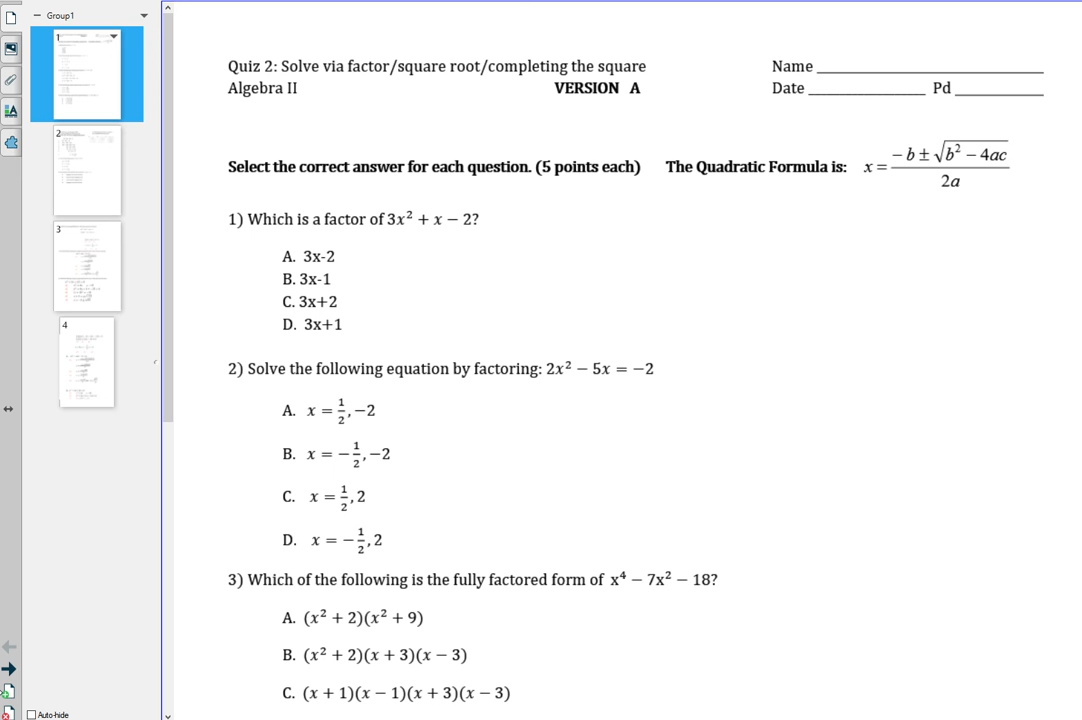 Group1
1
2
3
4
Auto-hide
Quiz 2: Solve via factor/square root/completing the square Name
Algebra II VERSION A Date Pd
Select the correct answer for each question. (5 points each) The Quadratic Formula is: x = (−b ± √(b² − 4ac)) / 2a
1) Which is a factor of 3x² + x − 2?
A. 3x-2
B. 3x-1
C. 3x+2
D. 3x+1
2) Solve the following equation by factoring: 2x² − 5x = −2
A. x = 1/2, −2
B. x = −1/2, −2
C. x = 1/2, 2
D. x = −1/2, 2
3) Which of the following is the fully factored form of x⁴ − 7x² − 18?
A. (x² + 2)(x² + 9)
B. (x² + 2)(x + 3)(x − 3)
C. (x + 1)(x − 1)(x + 3)(x − 3)